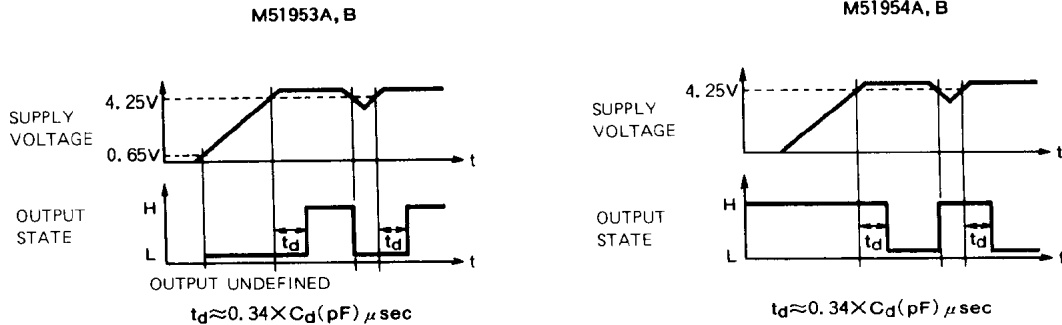 M51953A, B
4.25V
SUPPLY
VOLTAGE
0.65V
t
H
OUTPUT
STATE
td
td
L
t
OUTPUT UNDEFINED
td≈0.34×Cd(pF) μsec
M51954A, B
4.25V
SUPPLY
VOLTAGE
t
H
OUTPUT
STATE
td
td
L
t
td≈0.34×Cd(pF) μsec